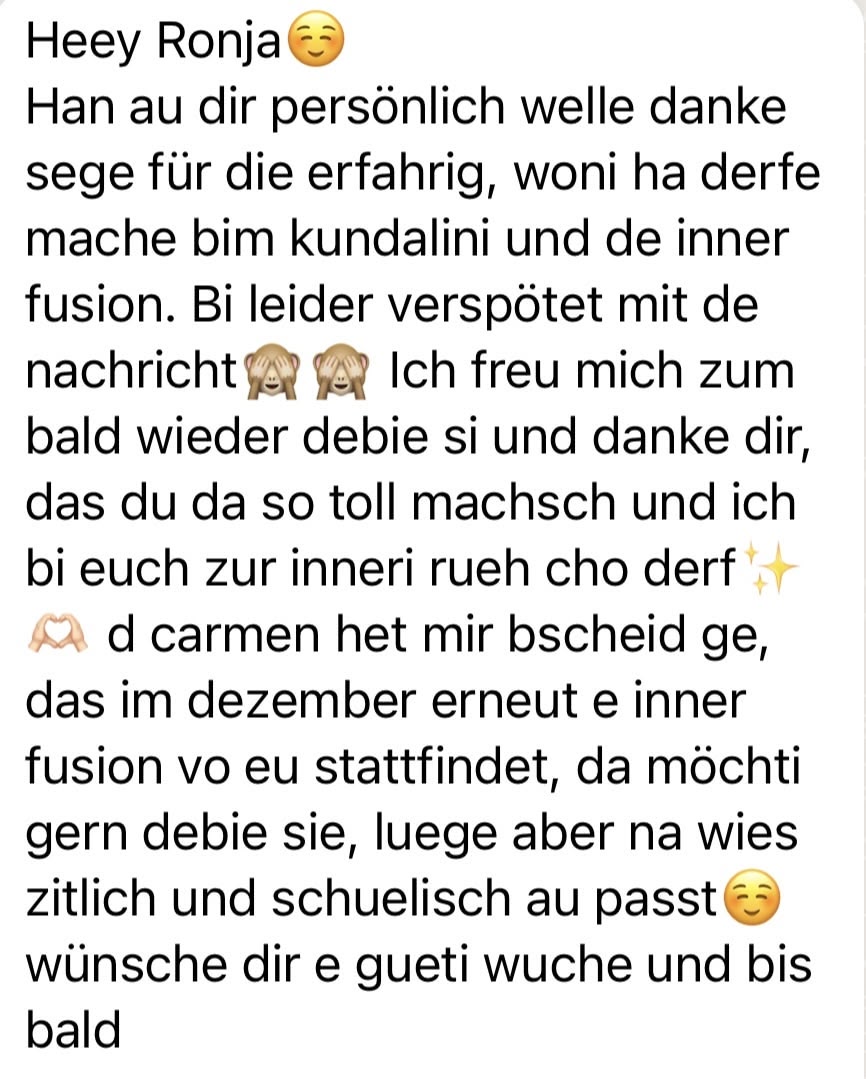 Heey Ronja☺️
Han au dir persönlich welle danke
sege für die erfahrig, woni ha derfe
mache bim kundalini und de inner
fusion. Bi leider verspötet mit de
nachricht🙈🙈 Ich freu mich zum
bald wieder debie si und danke dir,
das du da so toll machsch und ich
bi euch zur inneri rueh cho derf✨
🫶🏻 d carmen het mir bscheid ge,
das im dezember erneut e inner
fusion vo eu stattfindet, da möchti
gern debie sie, luege aber na wies
zitlich und schuelisch au passt☺️
wünsche dir e gueti wuche und bis
bald